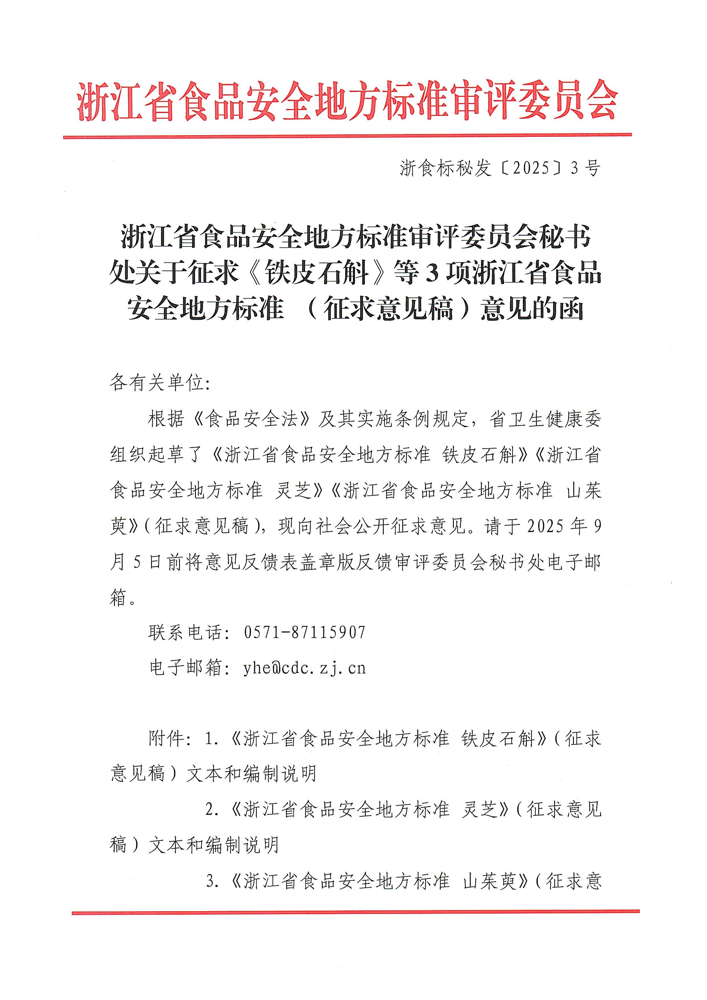 浙江省食品安全地方标准审评委员会
浙食标秘发〔2025〕3号
浙江省食品安全地方标准审评委员会秘书
处关于征求《铁皮石斛》等3项浙江省食品
安全地方标准 （征求意见稿）意见的函
各有关单位：
根据《食品安全法》及其实施条例规定，省卫生健康委
组织起草了《浙江省食品安全地方标准 铁皮石斛》《浙江省
食品安全地方标准 灵芝》《浙江省食品安全地方标准 山茱
萸》（征求意见稿），现向社会公开征求意见。请于2025年9
月5日前将意见反馈表盖章版反馈审评委员会秘书处电子邮
箱。
联系电话：0571-87115907
电子邮箱：yhe@cdc.zj.cn
附件：1.《浙江省食品安全地方标准 铁皮石斛》（征求
意见稿）文本和编制说明
2.《浙江省食品安全地方标准 灵芝》（征求意见
稿）文本和编制说明
3.《浙江省食品安全地方标准 山茱萸》（征求意